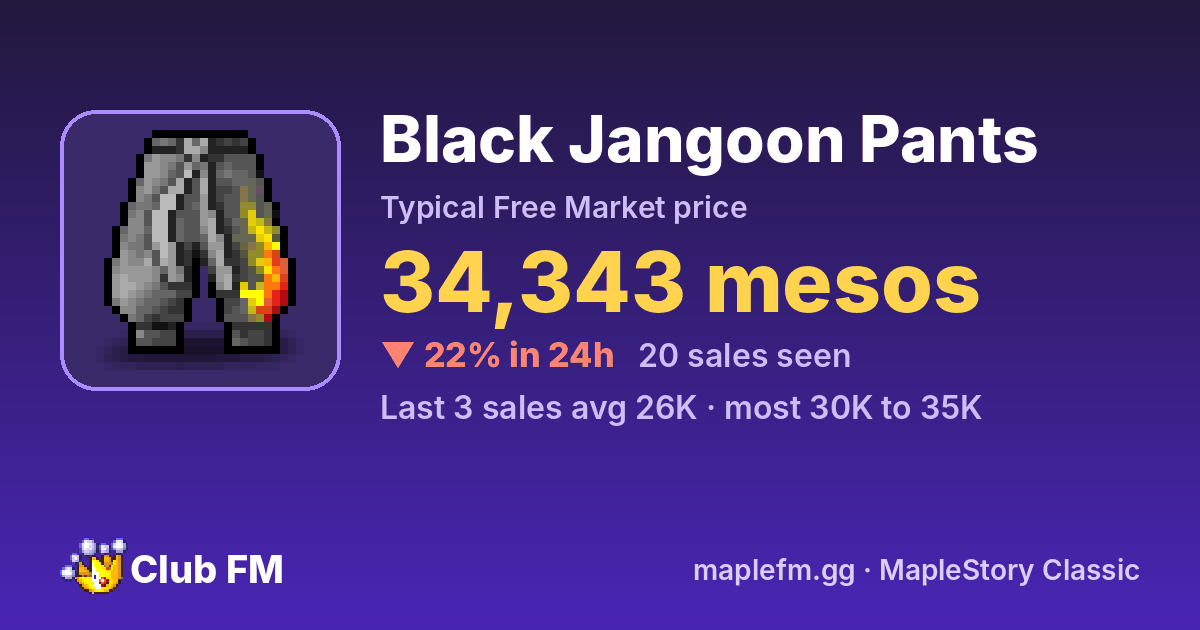 Black Jangoon Pants
Typical Free Market price
34,343 mesos
▼ 22% in 24h 20 sales seen
Last 3 sales avg 26K · most 30K to 35K
Club FM
maplefm.gg · MapleStory Classic